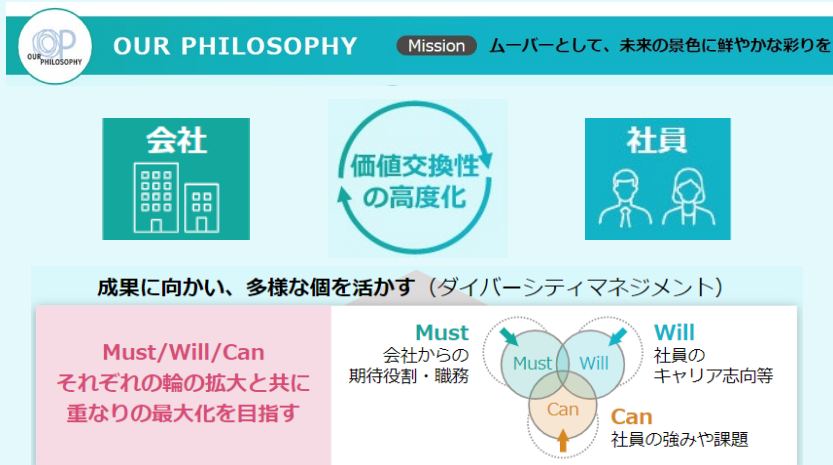 OP
OUR PHILOSOPHY
OUR PHILOSOPHY
Mission
ムーバーとして、未来の景色に鮮やかな彩りを
会社
価値交換性
の高度化
社員
成果に向かい、多様な個を活かす（ダイバーシティマネジメント）
Must/Will/Can
それぞれの輪の拡大と共に
重なりの最大化を目指す
Must
会社からの
期待役割・職務
Must
Will
Can
Will
社員の
キャリア志向等
Can
社員の強みや課題